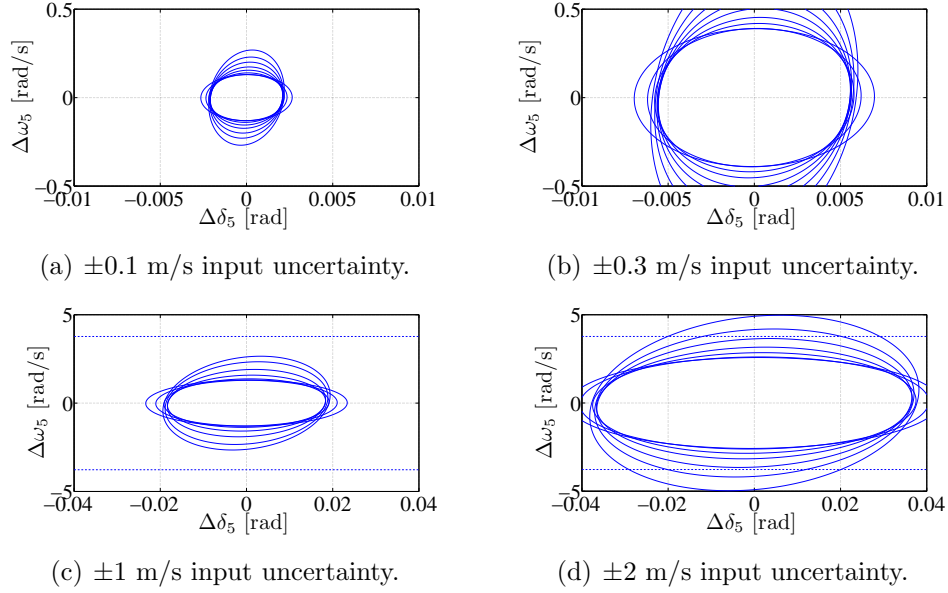 0.5 0.5
Δω₅ [rad/s] Δω₅ [rad/s]
0 0
−0.5 −0.5
−0.01 −0.005 0 0.005 0.01 −0.01 −0.005 0 0.005 0.01
Δδ₅ [rad] Δδ₅ [rad]
(a) ±0.1 m/s input uncertainty. (b) ±0.3 m/s input uncertainty.
5 5
Δω₅ [rad/s] Δω₅ [rad/s]
0 0
−5 −5
−0.04 −0.02 0 0.02 0.04 −0.04 −0.02 0 0.02 0.04
Δδ₅ [rad] Δδ₅ [rad]
(c) ±1 m/s input uncertainty. (d) ±2 m/s input uncertainty.